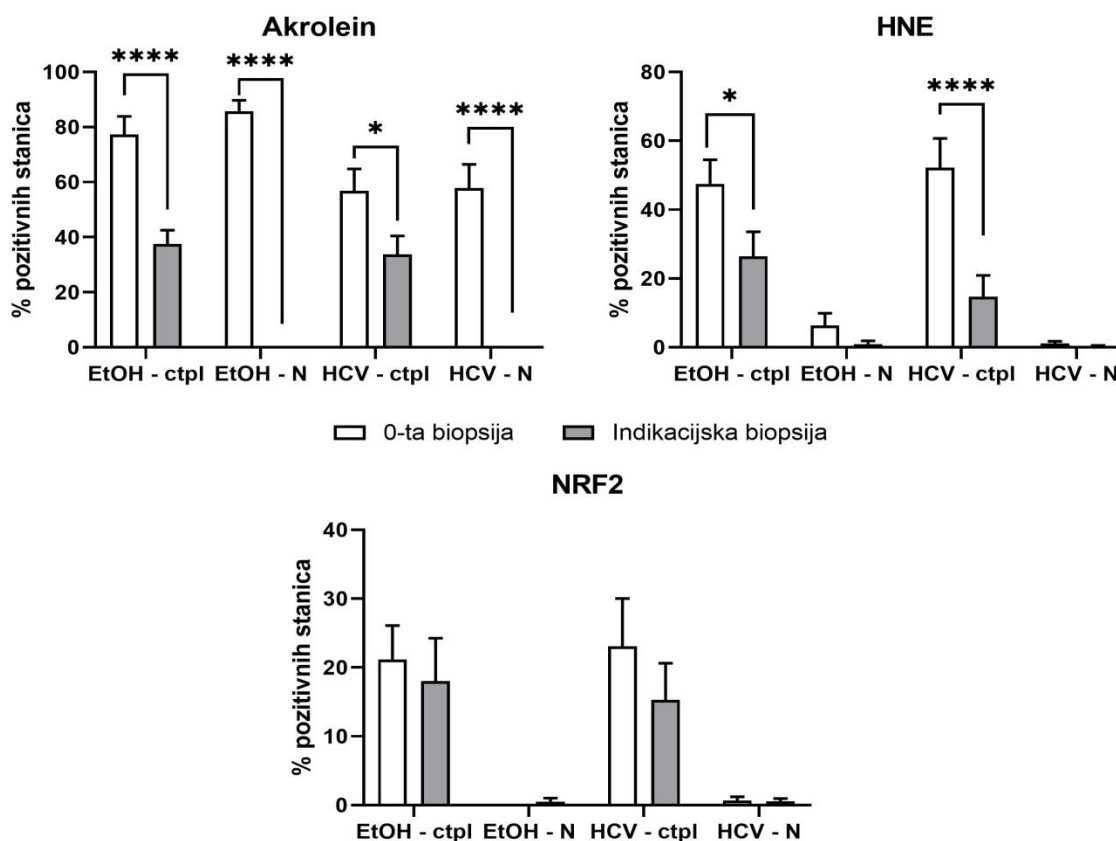 Akrolein
% pozitivnih stanica
100
80
60
40
20
0
**** **** * ****
EtOH - ctpl EtOH - N HCV - ctpl HCV - N
HNE
% pozitivnih stanica
80
60
40
20
0
* ****
EtOH - ctpl EtOH - N HCV - ctpl HCV - N
0-ta biopsija Indikacijska biopsija
NRF2
% pozitivnih stanica
40
30
20
10
0
EtOH - ctpl EtOH - N HCV - ctpl HCV - N